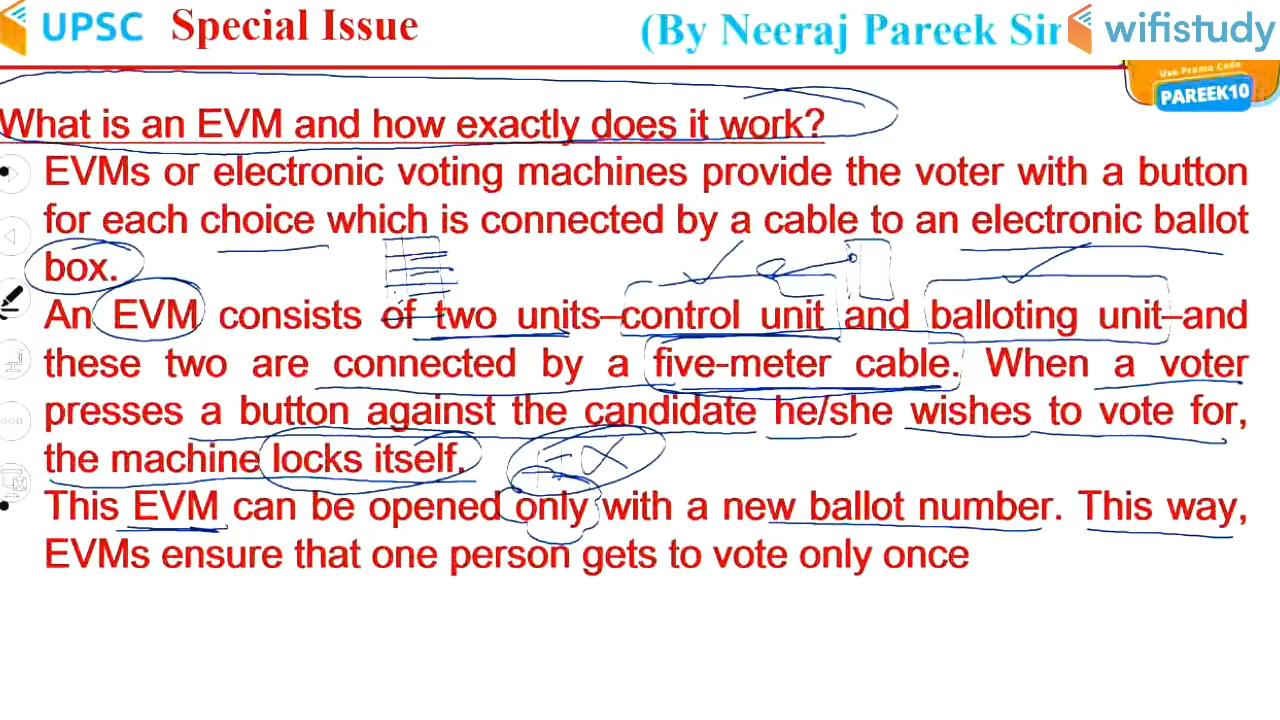 UPSC Special Issue (By Neeraj Pareek Sir wifistudy
Use Promo Code
PAREEK10
What is an EVM and how exactly does it work?
EVMs or electronic voting machines provide the voter with a button
for each choice which is connected by a cable to an electronic ballot
box.
An EVM consists of two units–control unit and balloting unit–and
these two are connected by a five-meter cable. When a voter
presses a button against the candidate he/she wishes to vote for,
the machine locks itself.
This EVM can be opened only with a new ballot number. This way,
EVMs ensure that one person gets to vote only once